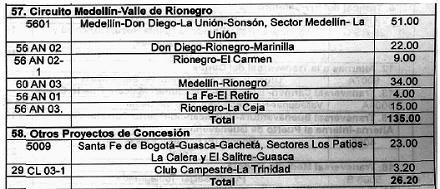 57. Circuito Medellín-Valle de Rionegro
5601 Medellín-Don Diego-La Unión-Sonsón, Sector Medellín- La 51.00
Unión
56 AN 02 Don Diego-Rionegro-Marinilla 22.00
56 AN 02- Rionegro-El Carmen 9.00
1
60 AN 03 Medellín-Rionegro 34.00
56 AN 01 La Fe-El Retiro 4.00
56 AN 03. Rionegro-La Ceja 15.00
Total 135.00
58. Otros Proyectos de Concesión
5009 Santa Fe de Bogotá-Guasca-Gachetá, Sectores Los Patios- 23.00
La Calera y El Salitre-Guasca
29 CL 03-1 Club Campestre-La Trinidad 3.20
Total 26.20